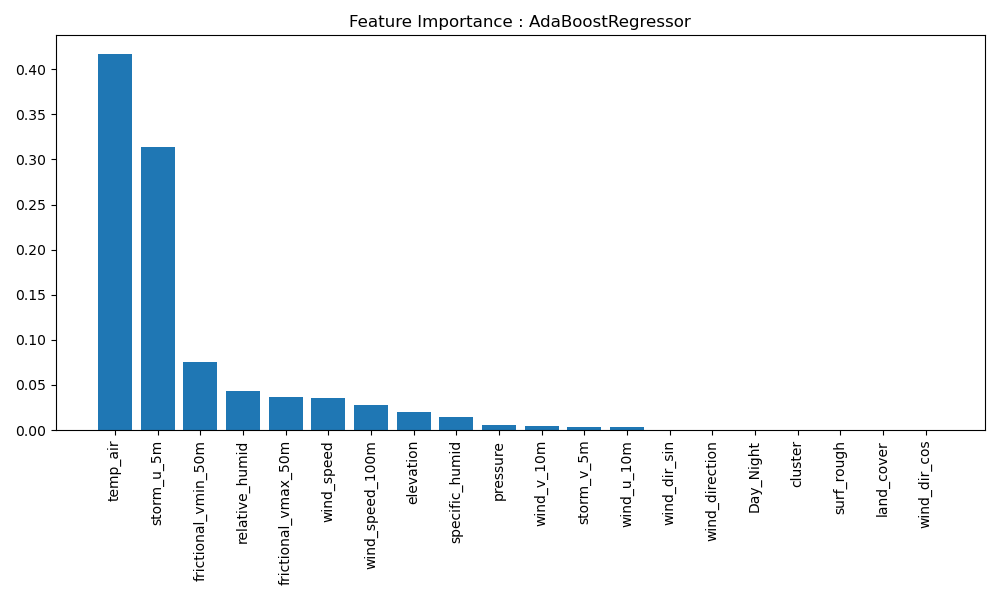 Feature Importance : AdaBoostRegressor
0.40
0.35
0.30
0.25
0.20
0.15
0.10
0.05
0.00
temp_air
storm_u_5m
frictional_vmin_50m
relative_humid
frictional_vmax_50m
wind_speed
wind_speed_100m
elevation
specific_humid
pressure
wind_v_10m
storm_v_5m
wind_u_10m
wind_dir_sin
wind_direction
Day_Night
cluster
surf_rough
land_cover
wind_dir_cos